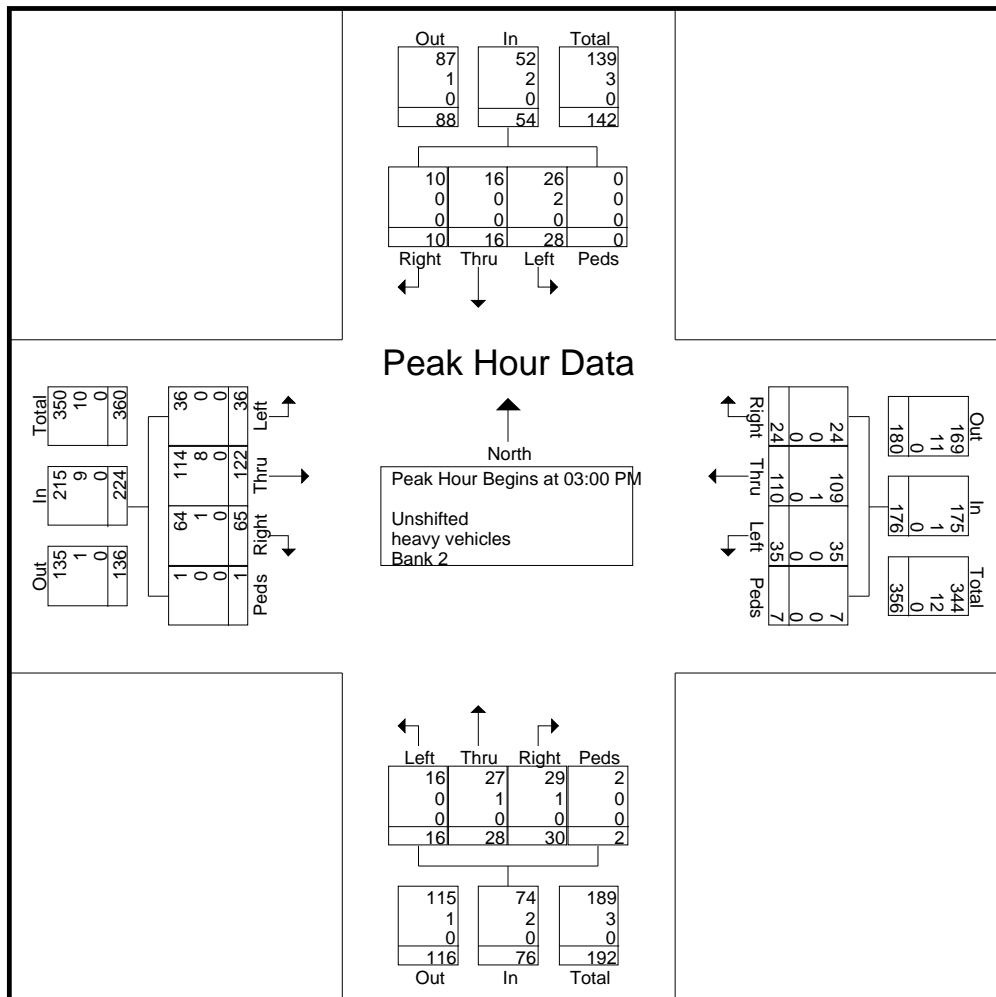 Out In Total
87 52 139
1 2 3
0 0 0
88 54 142
10 16 26 0
0 0 2 0
0 0 0 0
10 16 28 0
Right Thru Left Peds
Peak Hour Data
North
Peak Hour Begins at 03:00 PM
Unshifted
heavy vehicles
Bank 2
Total
350 10 0 360
In
215 9 0 224
Out
135 1 0 136
36 0 0 36
Left
114 8 0 122
Thru
64 1 0 65
Right
1 0 0 1
Peds
Right
24 0 0 24
Thru
109 1 0 110
Left
35 0 0 35
Peds
7 0 0 7
Out
169 11 0 180
In
175 1 0 176
Total
344 12 0 356
Left Thru Right Peds
16 27 29 2
0 1 1 0
0 0 0 0
16 28 30 2
115 74 189
1 2 3
0 0 0
116 76 192
Out In Total